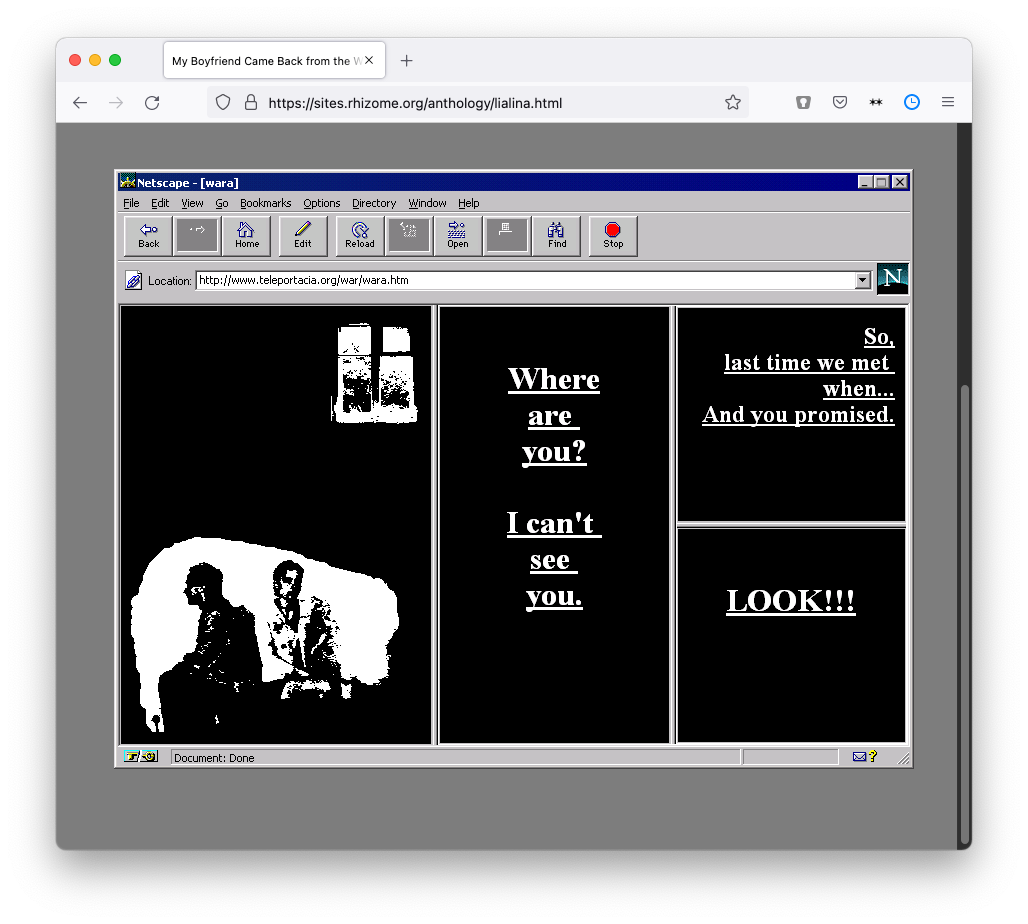 My Boyfriend Came Back from the W
https://sites.rhizome.org/anthology/lialina.html
Netscape - [wara]
File Edit View Go Bookmarks Options Directory Window Help
Back Home Edit Reload Open Find Stop
Location: http://www.teleportacia.org/war/wara.htm
N
Where
are
you?
I can't
see
you.
So,
last time we met
when...
And you promised.
LOOK!!!
Document: Done